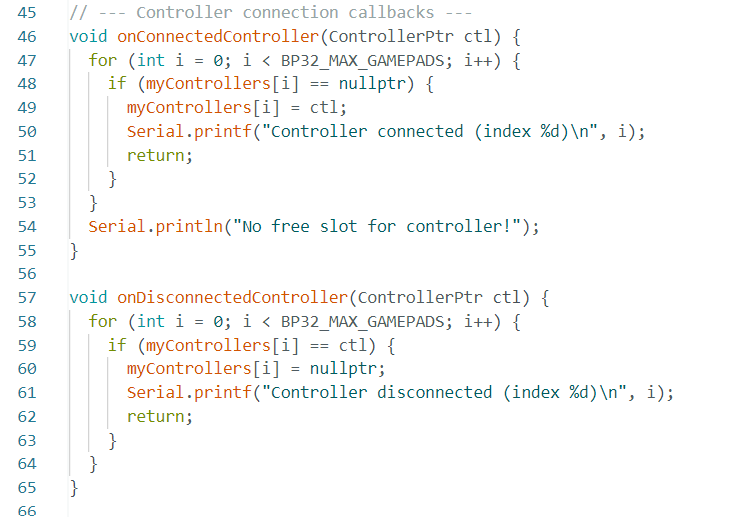 45 // --- Controller connection callbacks ---
46 void onConnectedController(ControllerPtr ctl) {
47   for (int i = 0; i < BP32_MAX_GAMEPADS; i++) {
48     if (myControllers[i] == nullptr) {
49       myControllers[i] = ctl;
50       Serial.printf("Controller connected (index %d)\n", i);
51       return;
52     }
53   }
54   Serial.println("No free slot for controller!");
55 }
56
57 void onDisconnectedController(ControllerPtr ctl) {
58   for (int i = 0; i < BP32_MAX_GAMEPADS; i++) {
59     if (myControllers[i] == ctl) {
60       myControllers[i] = nullptr;
61       Serial.printf("Controller disconnected (index %d)\n", i);
62       return;
63     }
64   }
65 }
66